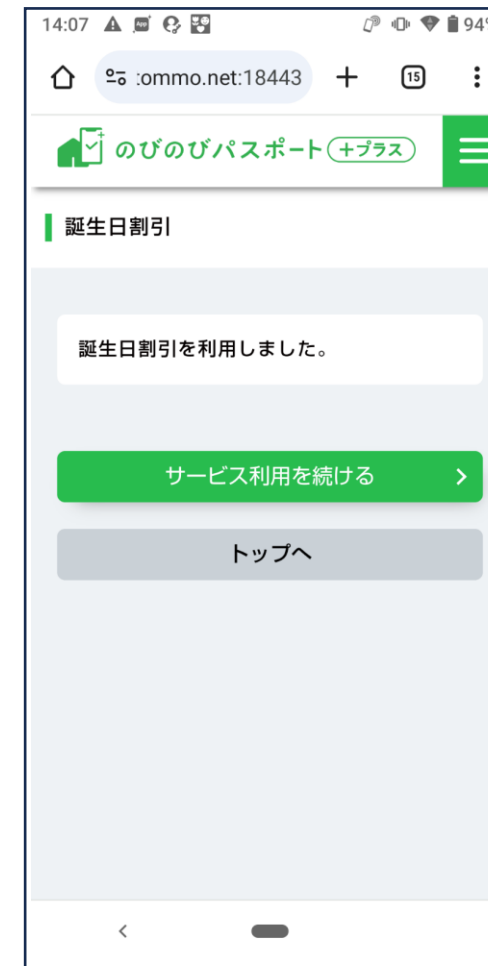 14:07 94%
:ommo.net:18443 15
のびのびパスポート +プラス
誕生日割引
誕生日割引を利用しました。
サービス利用を続ける
トップへ